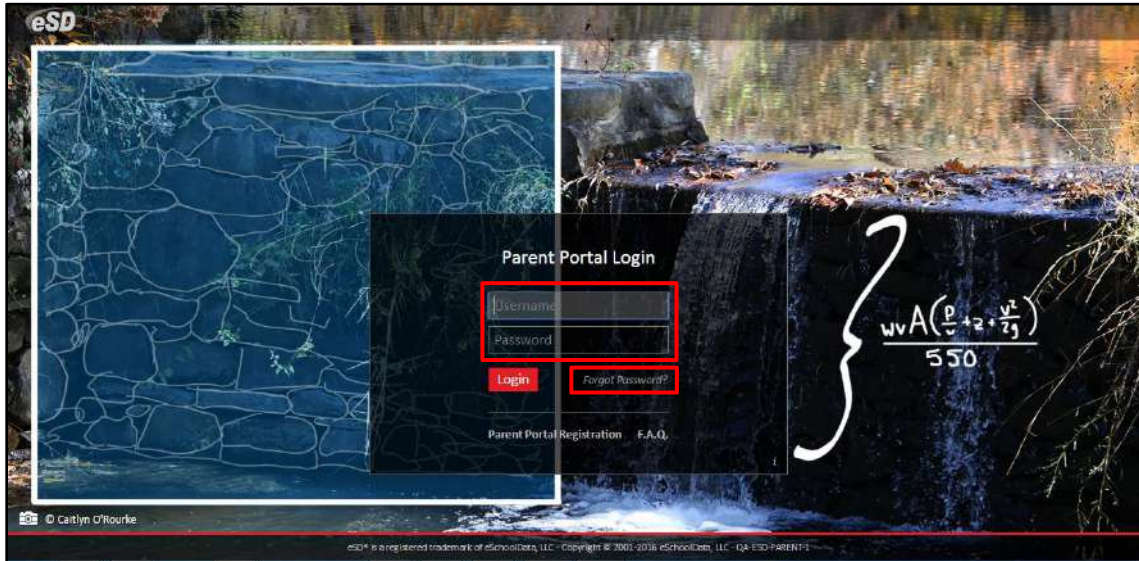 eSD
Parent Portal Login
Username
Password
Login Forgot Password?
Parent Portal Registration F.A.Q.
wvA(p/w+z+v²/2g)
550
© Caitlyn O'Rourke
eSD® is a registered trademark of eSchoolData, LLC - Copyright © 2001-2016 eSchoolData, LLC - QA-ESD-PARENT-1